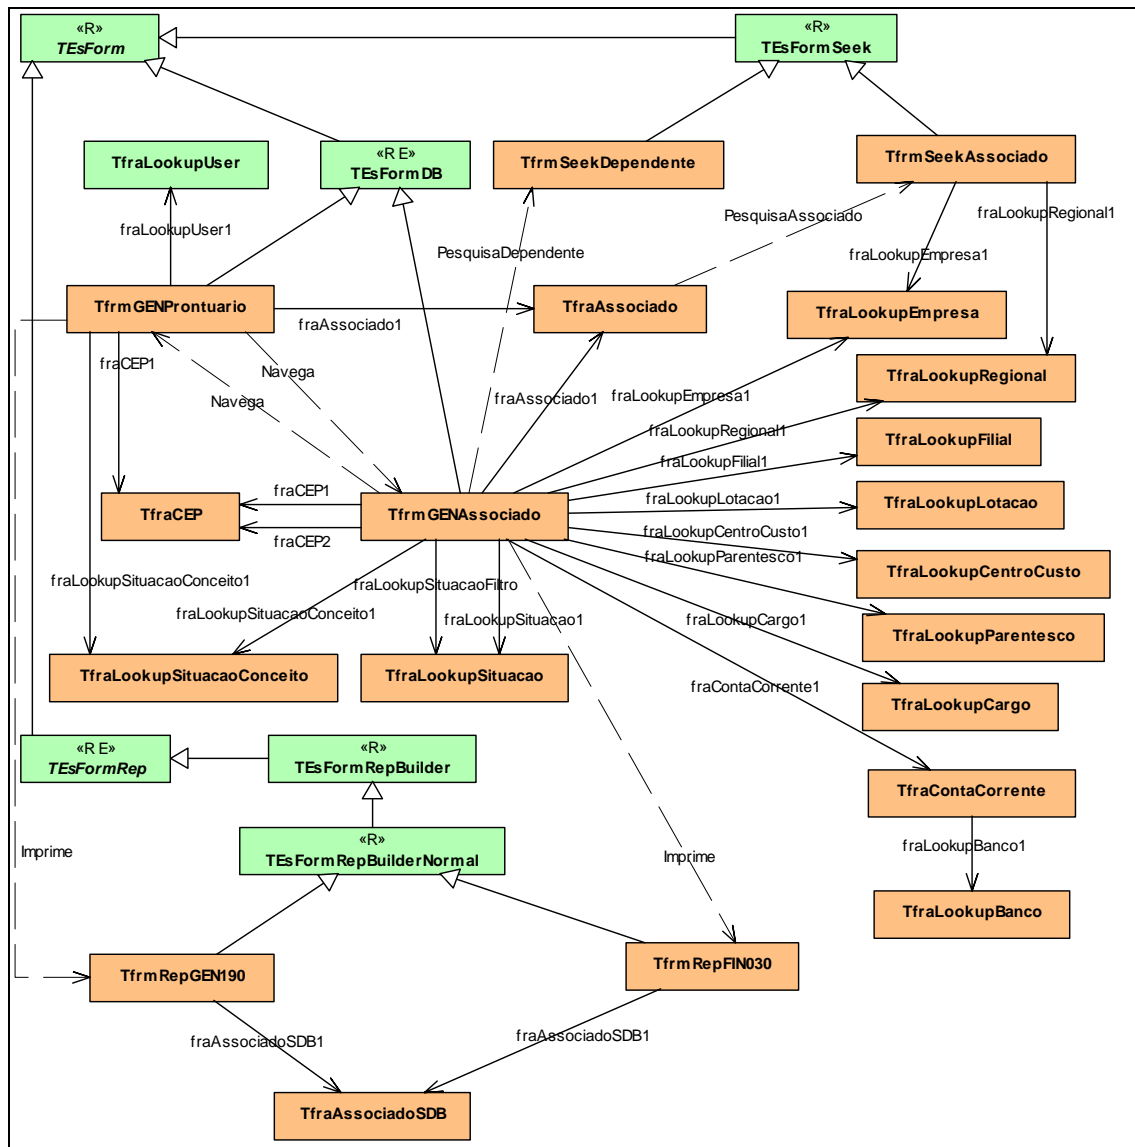 «R»
TEsForm
«R»
TEsFormSeek
TfraLookupUser
«R E»
TEsFormDB
TfrmSeekDependente
TfrmSeekAssociado
fraLookupUser1
PesquisaDependente
PesquisaAssociado
fraLookupRegional1
fraLookupEmpresa1
TfrmGENProntuario
TfraAssociado
TfraLookupEmpresa
fraAssociado1
fraCEP1
Navega
Navega
fraAssociado1
fraLookupEmpresa1
TfraLookupRegional
fraLookupRegional1
TfraLookupFilial
fraLookupFilial1
fraCEP1
TfraCEP
TfrmGENAssociado
fraLookupLotacao1
TfraLookupLotacao
fraCEP2
fraLookupCentroCusto1
fraLookupParentesco1
TfraLookupCentroCusto
fraLookupSituacaoConceito1
fraLookupSituacaoFiltro
fraLookupSituacaoConceito1
fraLookupSituacao1
fraLookupCargo1
TfraLookupParentesco
TfraLookupSituacaoConceito
TfraLookupSituacao
fraContaCorrente1
TfraLookupCargo
«R E»
TEsFormRep
«R»
TEsFormRepBuilder
TfraContaCorrente
«R»
TEsFormRepBuilderNormal
Imprime
Imprime
fraLookupBanco1
TfraLookupBanco
TfrmRepGEN190
TfrmRepFIN030
fraAssociadoSDB1
fraAssociadoSDB1
TfraAssociadoSDB